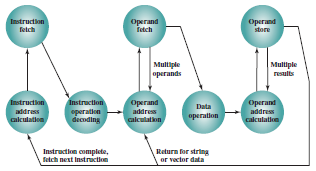 Instruction
fetch
Operand
fetch
Operand
store
Multiple
operands
Multiple
results
Instruction
address
calculation
Instruction
operation
decoding
Operand
address
calculation
Data
operation
Operand
address
calculation
Instruction complete,
fetch next instruction
Return for string
or vector data